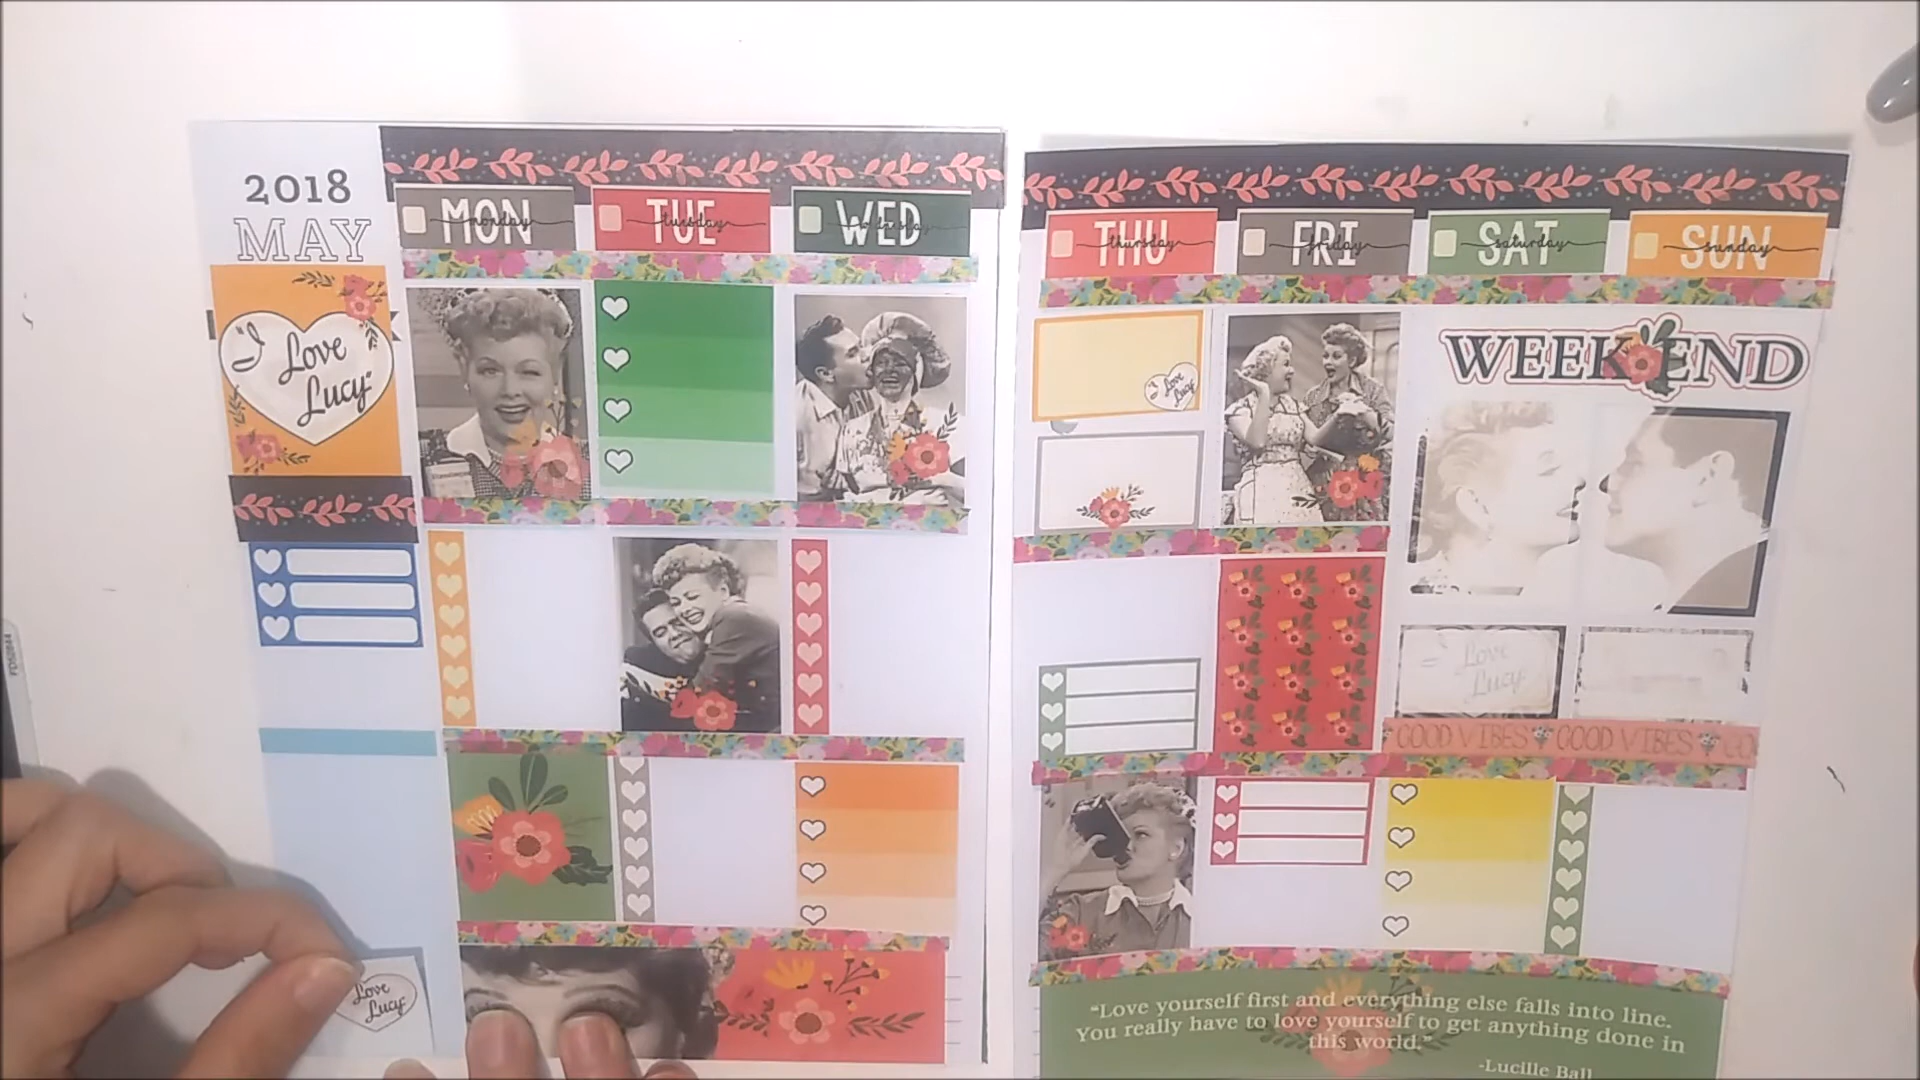 2018
MAY
MON
monday
TUE
tuesday
WED
THU
thursday
FRI
friday
SAT
saturday
SUN
sunday
"I
Love
Lucy"
WEEKEND
I
Love
Lucy
I
Love
Lucy
GOOD VIBES GOOD VIBES GO
Love
Lucy
"Love yourself first and everything else falls into line.
You really have to love yourself to get anything done in
this world."
-Lucille Ball